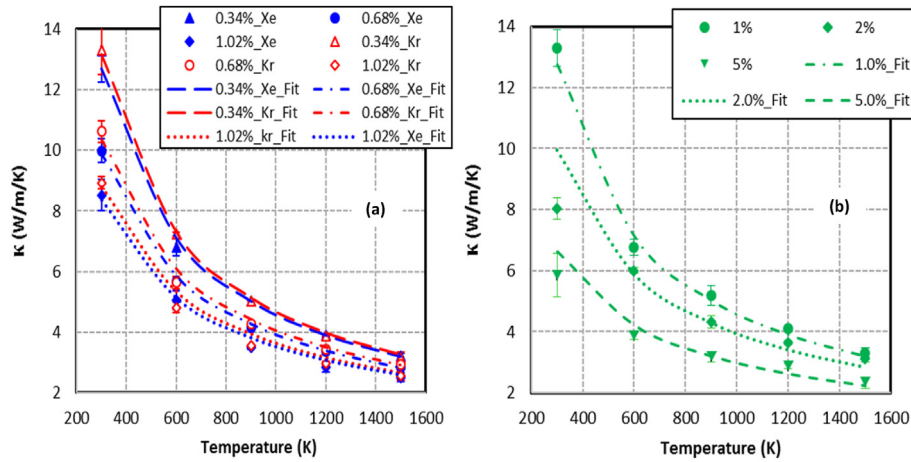 14
12
10
8
6
4
2
κ (W/m/K)
0.34%_Xe 0.68%_Xe
1.02%_Xe 0.34%_Kr
0.68%_Kr 1.02%_Kr
0.34%_Xe_Fit 0.68%_Xe_Fit
0.34%_Kr_Fit 0.68%_Kr_Fit
1.02%_kr_Fit 1.02%_Xe_Fit
(a)
200 400 600 800 1000 1200 1400 1600
Temperature (K)
14
12
10
8
6
4
2
κ (W/m/K)
1% 2%
5% 1.0%_Fit
2.0%_Fit 5.0%_Fit
(b)
200 400 600 800 1000 1200 1400 1600
Temperature (K)